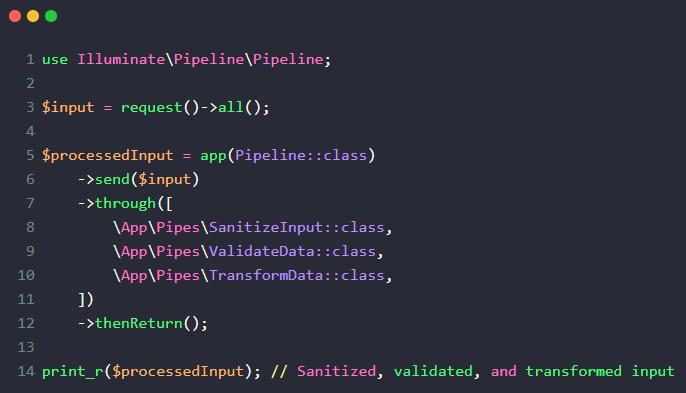 1 use Illuminate\Pipeline\Pipeline;
2
3 $input = request()->all();
4
5 $processedInput = app(Pipeline::class)
6     ->send($input)
7     ->through([
8         \App\Pipes\SanitizeInput::class,
9         \App\Pipes\ValidateData::class,
10         \App\Pipes\TransformData::class,
11     ])
12     ->thenReturn();
13
14 print_r($processedInput); // Sanitized, validated, and transformed input